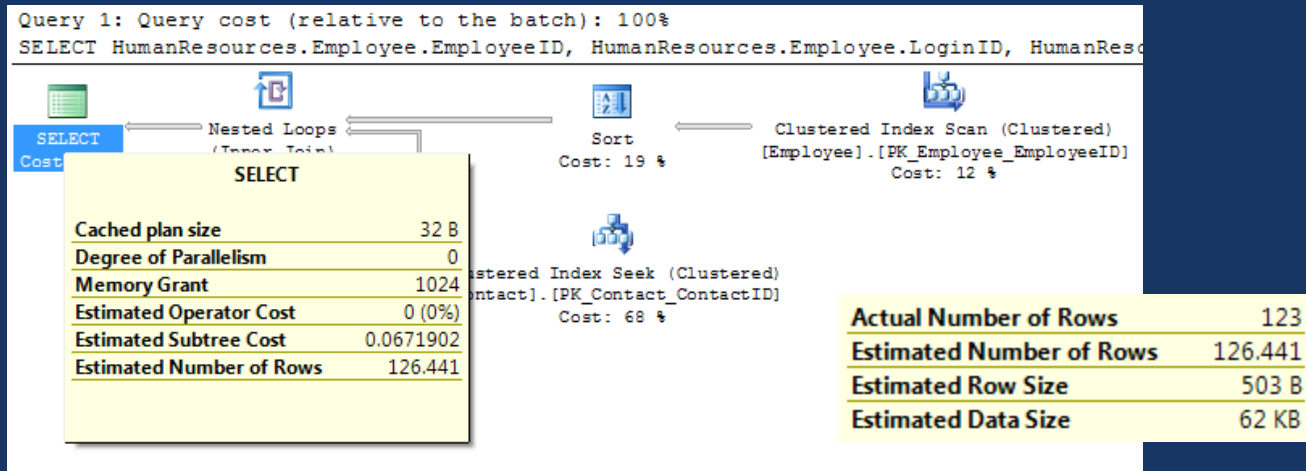 Query 1: Query cost (relative to the batch): 100%
SELECT HumanResources.Employee.EmployeeID, HumanResources.Employee.LoginID,
SELECT
Cost
Nested Loops
(Inner Join)
Sort
Cost: 19 %
Clustered Index Scan (Clustered)
[Employee].[PK_Employee_EmployeeID]
Cost: 12 %
SELECT
Cached plan size 32 B
Degree of Parallelism 0
Memory Grant 1024
Estimated Operator Cost 0 (0%)
Estimated Subtree Cost 0.0671902
Estimated Number of Rows 126.441
Index Seek (Clustered)
.[PK_Contact_ContactID]
Cost: 68 %
Actual Number of Rows 123
Estimated Number of Rows 126.441
Estimated Row Size 503 B
Estimated Data Size 62 KB